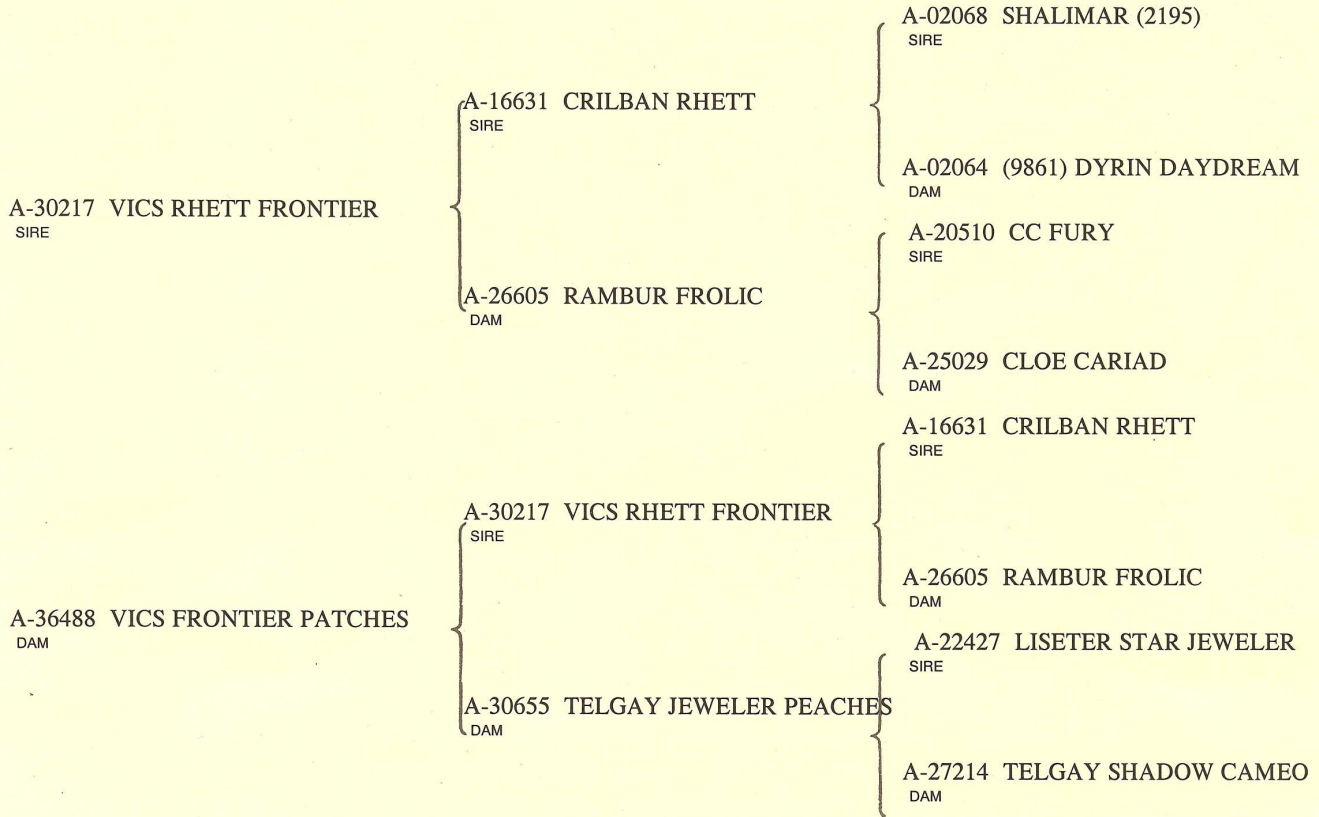 A-02068 SHALIMAR (2195)
SIRE
A-16631 CRILBAN RHETT
SIRE
A-02064 (9861) DYRIN DAYDREAM
DAM
A-30217 VICS RHETT FRONTIER
SIRE
A-20510 CC FURY
SIRE
A-26605 RAMBUR FROLIC
DAM
A-25029 CLOE CARIAD
DAM
A-16631 CRILBAN RHETT
SIRE
A-30217 VICS RHETT FRONTIER
SIRE
A-26605 RAMBUR FROLIC
DAM
A-36488 VICS FRONTIER PATCHES
DAM
A-22427 LISETER STAR JEWELER
SIRE
A-30655 TELGAY JEWELER PEACHES
DAM
A-27214 TELGAY SHADOW CAMEO
DAM